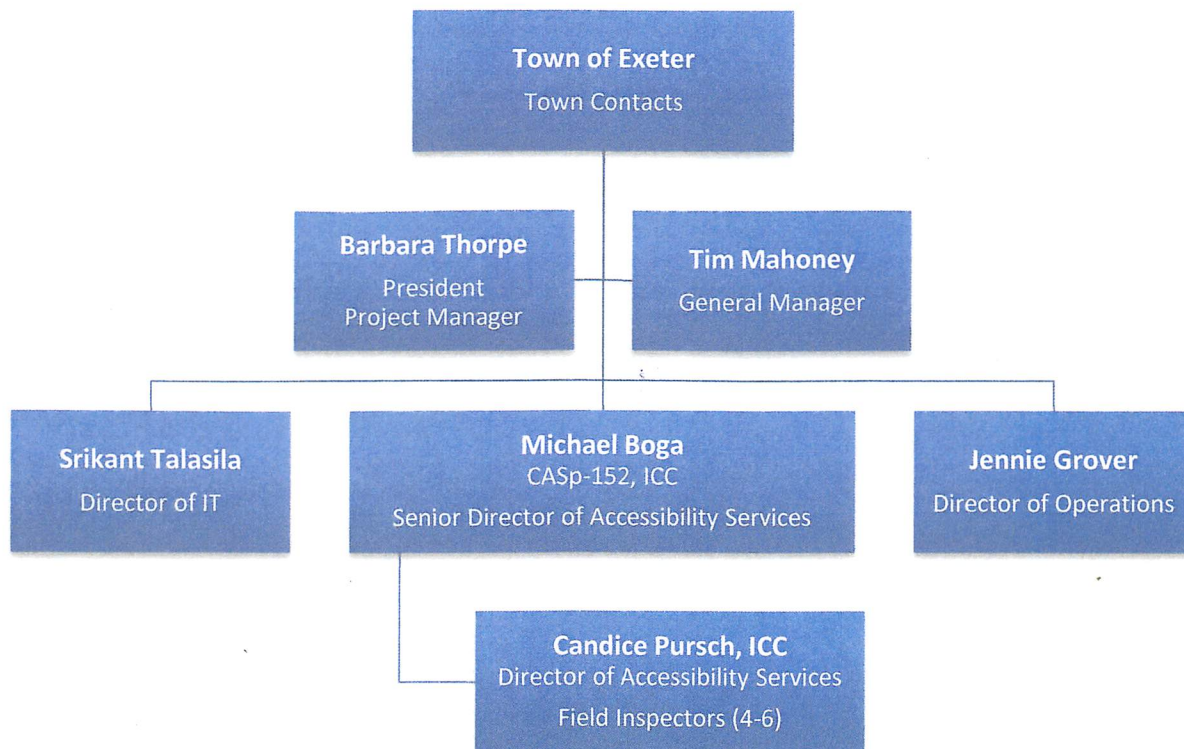 Town of Exeter
Town Contacts
Barbara Thorpe
President
Project Manager
Tim Mahoney
General Manager
Srikant Talasila
Director of IT
Michael Boga
CASp-152, ICC
Senior Director of Accessibility Services
Jennie Grover
Director of Operations
Candice Pursch, ICC
Director of Accessibility Services
Field Inspectors (4-6)